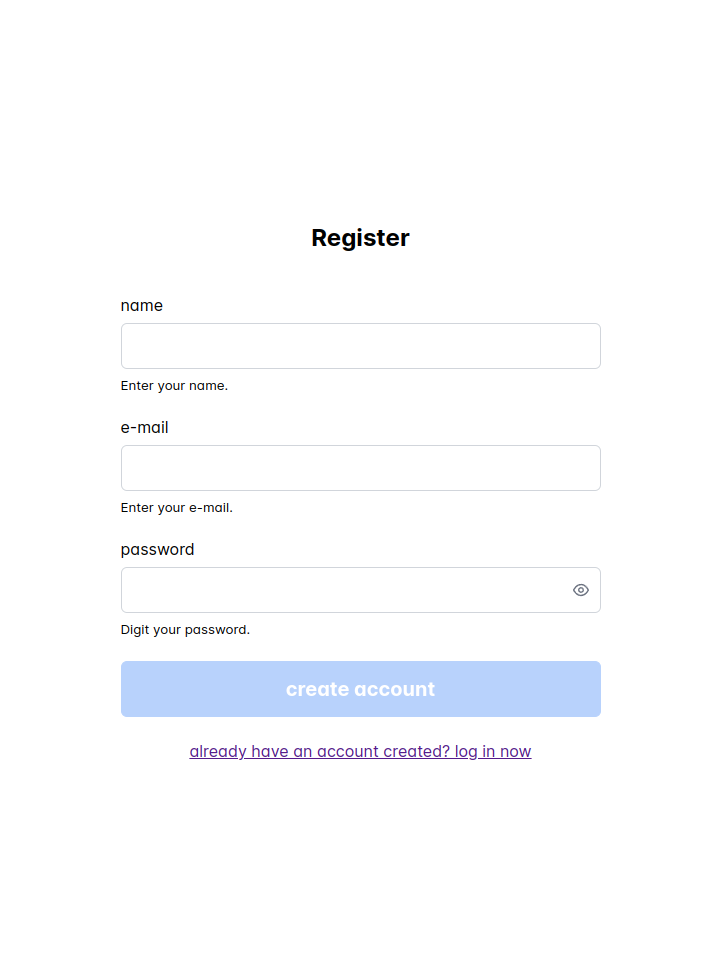 Register
name
Enter your name.
e-mail
Enter your e-mail.
password
Digit your password.
create account
already have an account created? log in now